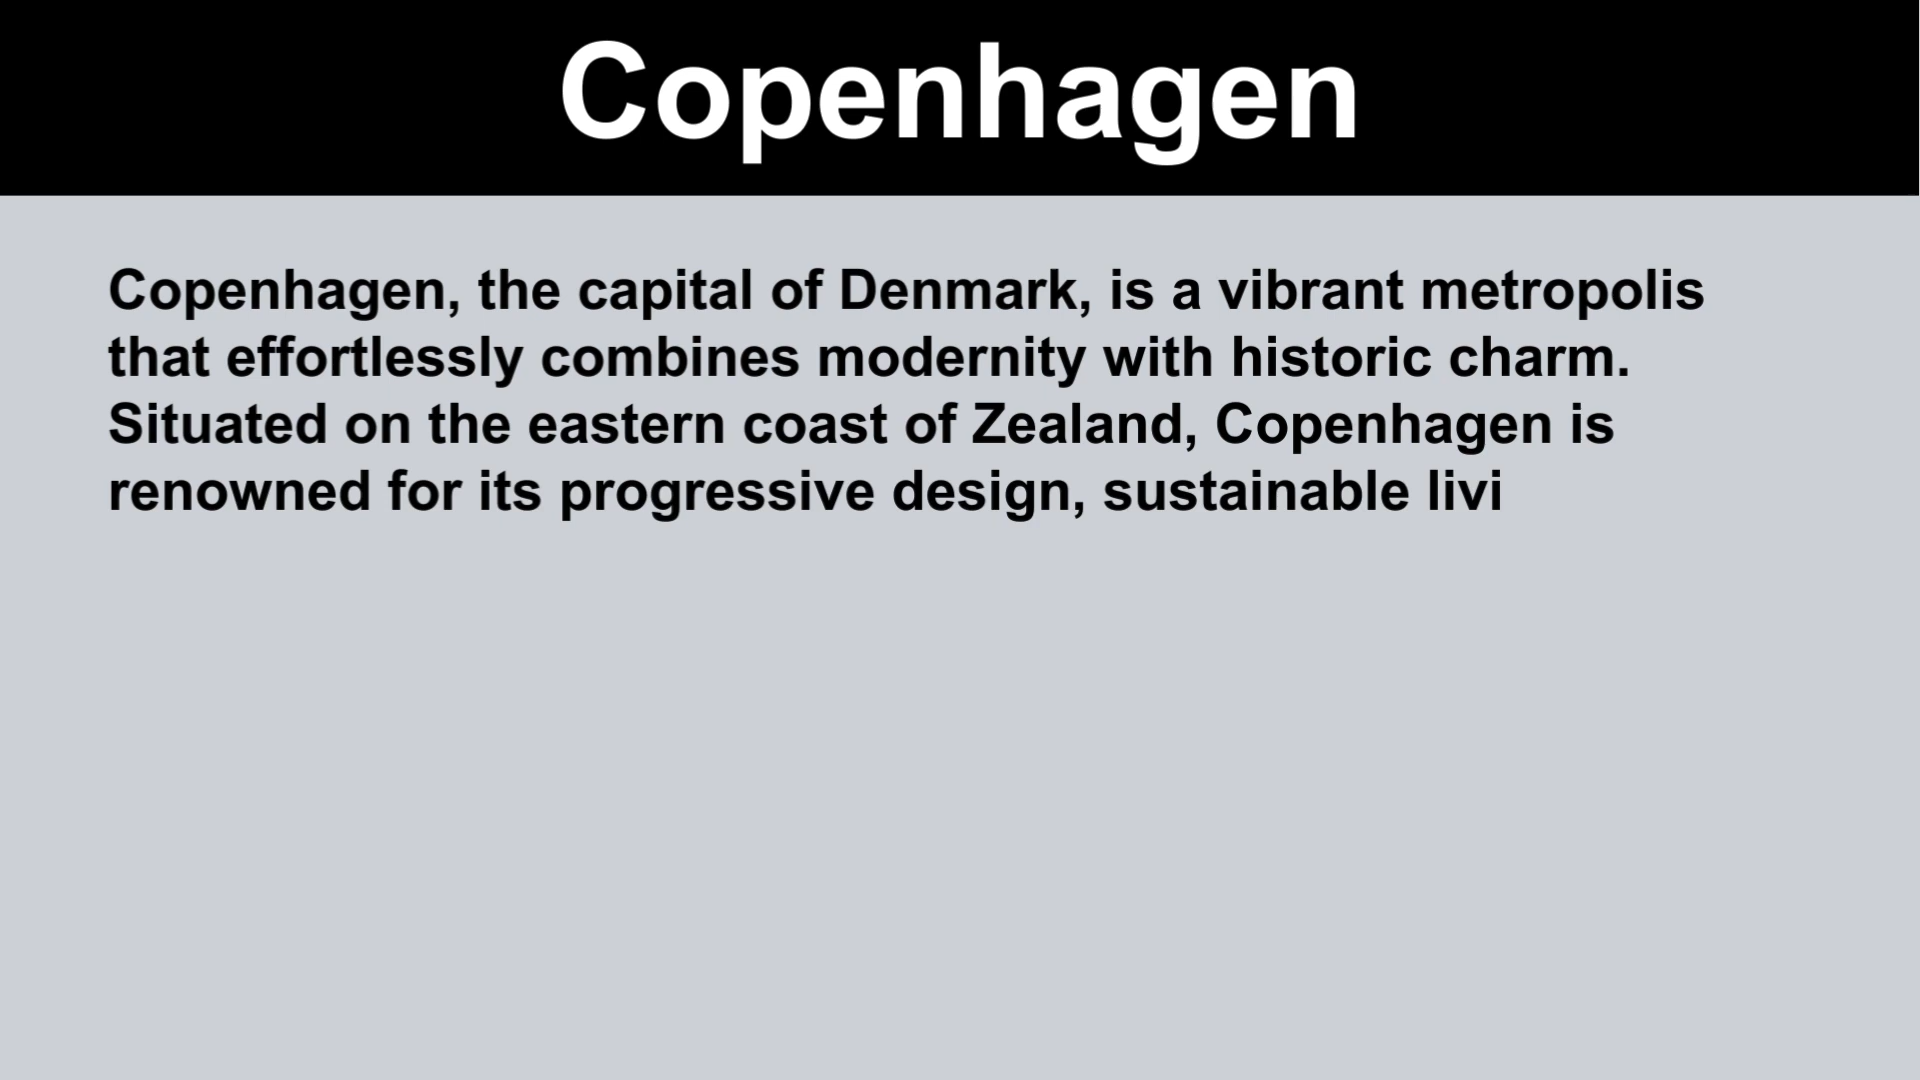 Copenhagen
Copenhagen, the capital of Denmark, is a vibrant metropolis
that effortlessly combines modernity with historic charm.
Situated on the eastern coast of Zealand, Copenhagen is
renowned for its progressive design, sustainable livi